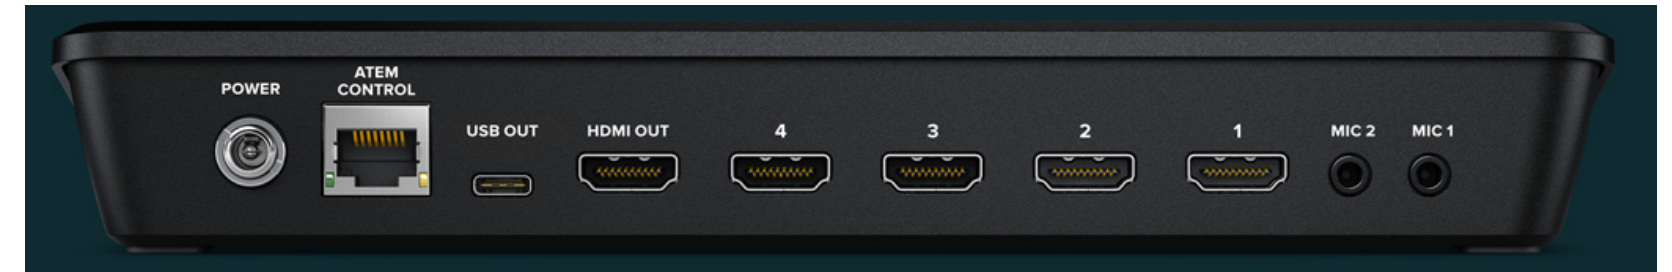 POWER
ATEM
CONTROL
USB OUT
HDMI OUT
4
3
2
1
MIC 2
MIC 1